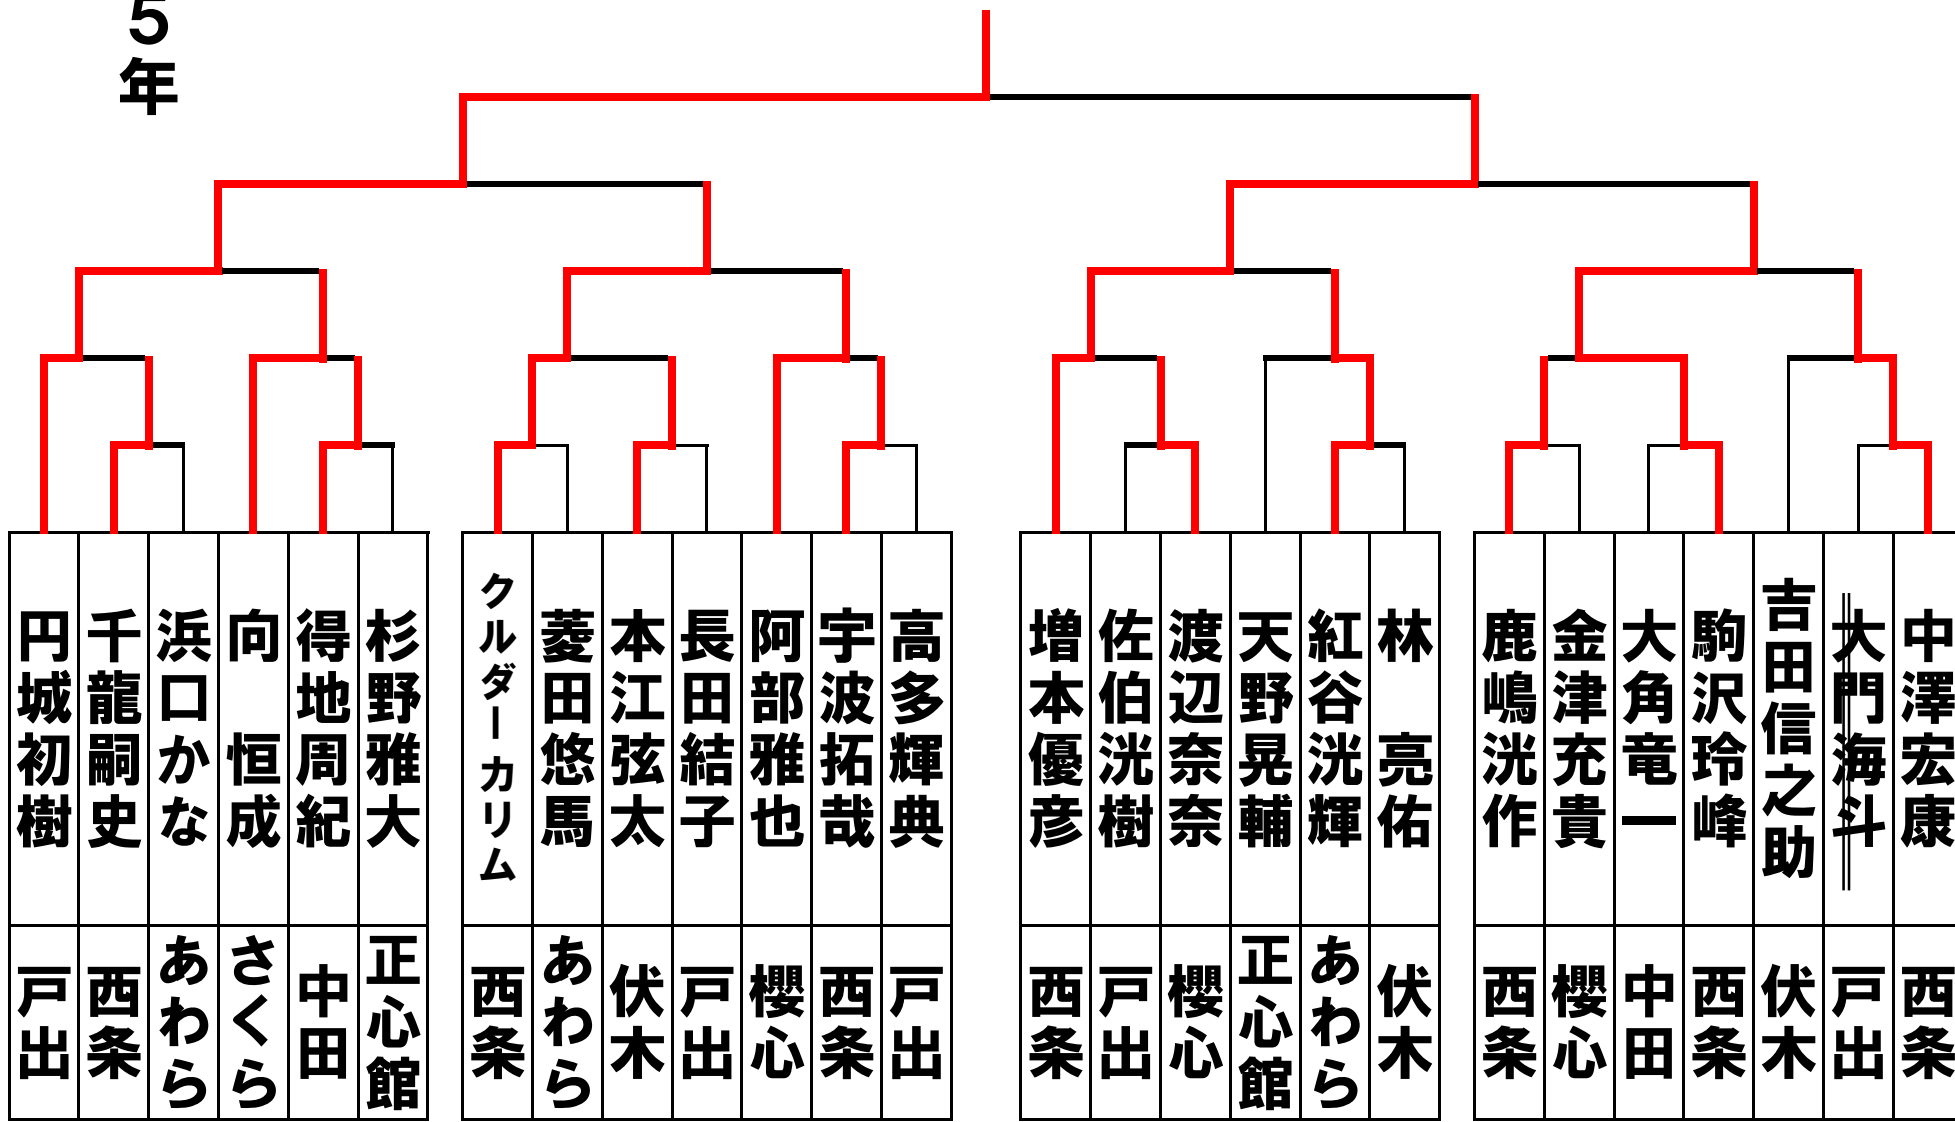 5年
円城初樹
戸出
千龍嗣史
西条
浜口かな
あわら
向 恒成
さくら
得地周紀
中田
杉野雅大
正心館
クルダーカリム
西条
菱田悠馬
あわら
本江弦太
伏木
長田結子
戸出
阿部雅也
櫻心
宇波拓哉
西条
高多輝典
戸出
増本優彦
西条
佐伯洸樹
戸出
渡辺奈奈
櫻心
天野晃輔
正心館
紅谷洸輝
あわら
林 亮佑
伏木
鹿嶋洸作
西条
金津充貴
櫻心
大角竜一
中田
駒沢玲峰
西条
吉田信之助
伏木
大門海斗
戸出
中澤宏康
西条